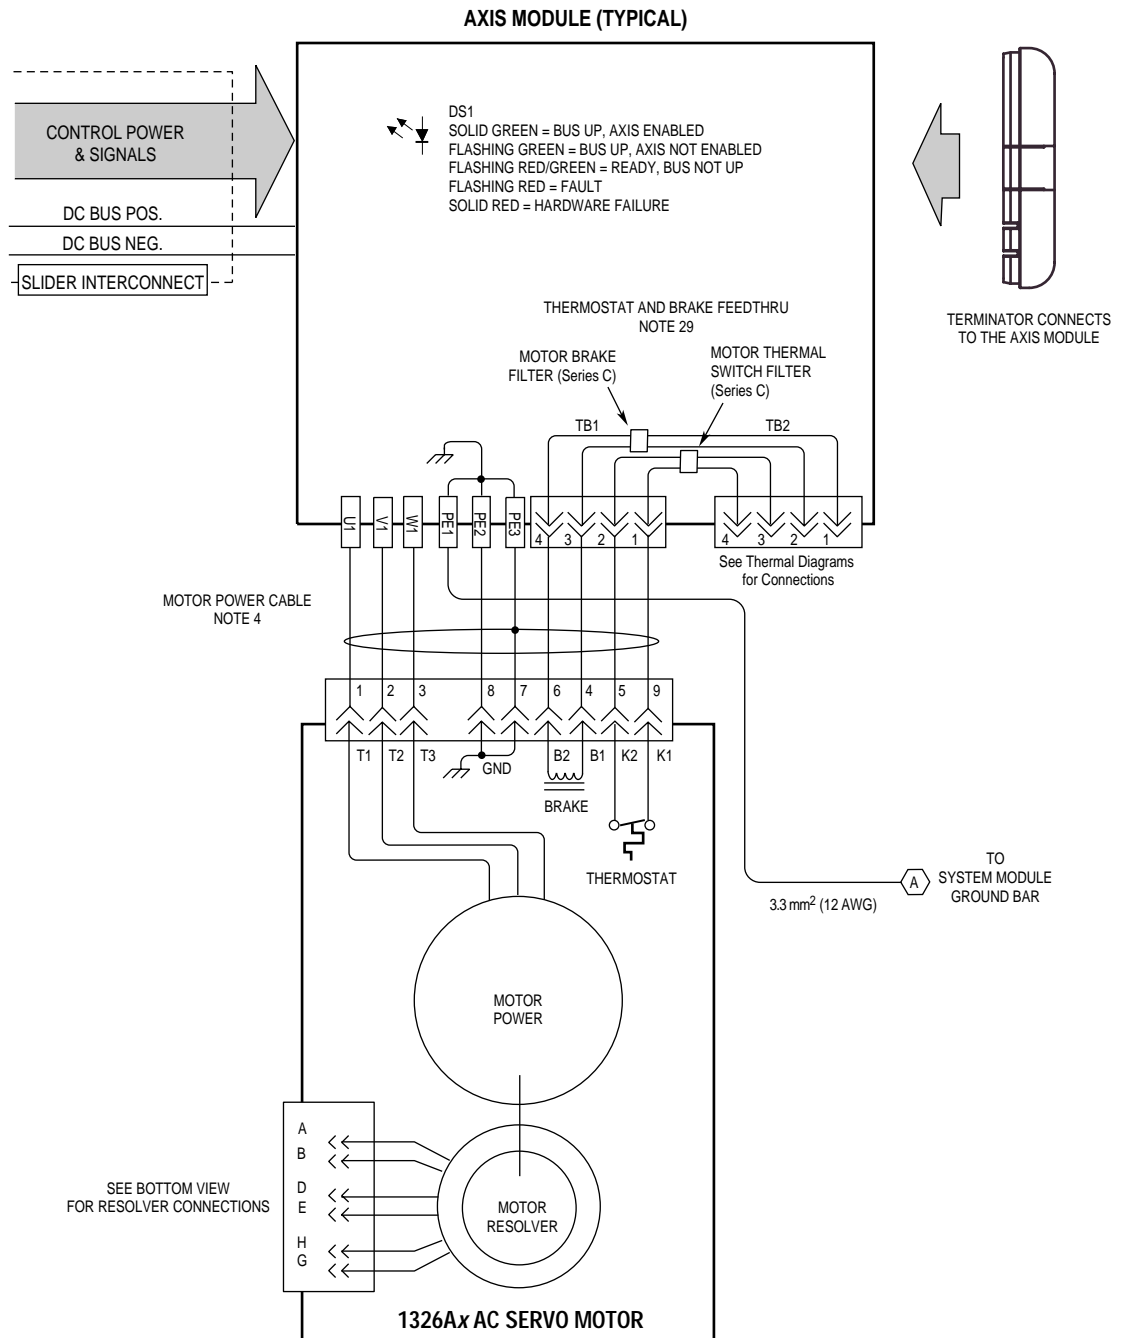 AXIS MODULE (TYPICAL)
CONTROL POWER
& SIGNALS
DC BUS POS.
DC BUS NEG.
SLIDER INTERCONNECT
DS1
SOLID GREEN = BUS UP, AXIS ENABLED
FLASHING GREEN = BUS UP, AXIS NOT ENABLED
FLASHING RED/GREEN = READY, BUS NOT UP
FLASHING RED = FAULT
SOLID RED = HARDWARE FAILURE
TERMINATOR CONNECTS
TO THE AXIS MODULE
THERMOSTAT AND BRAKE FEEDTHRU
NOTE 29
MOTOR BRAKE
FILTER (Series C)
MOTOR THERMAL
SWITCH FILTER
(Series C)
TB1
TB2
U1
V1
W1
PE1
PE2
PE3
4 3 2 1
4 3 2 1
See Thermal Diagrams
for Connections
MOTOR POWER CABLE
NOTE 4
1 2 3 8 7 6 4 5 9
T1 T2 T3 GND B2 B1 K2 K1
BRAKE
THERMOSTAT
A
TO
SYSTEM MODULE
GROUND BAR
3.3 mm² (12 AWG)
MOTOR
POWER
A
B
D
E
H
G
SEE BOTTOM VIEW
FOR RESOLVER CONNECTIONS
MOTOR
RESOLVER
1326Ax AC SERVO MOTOR